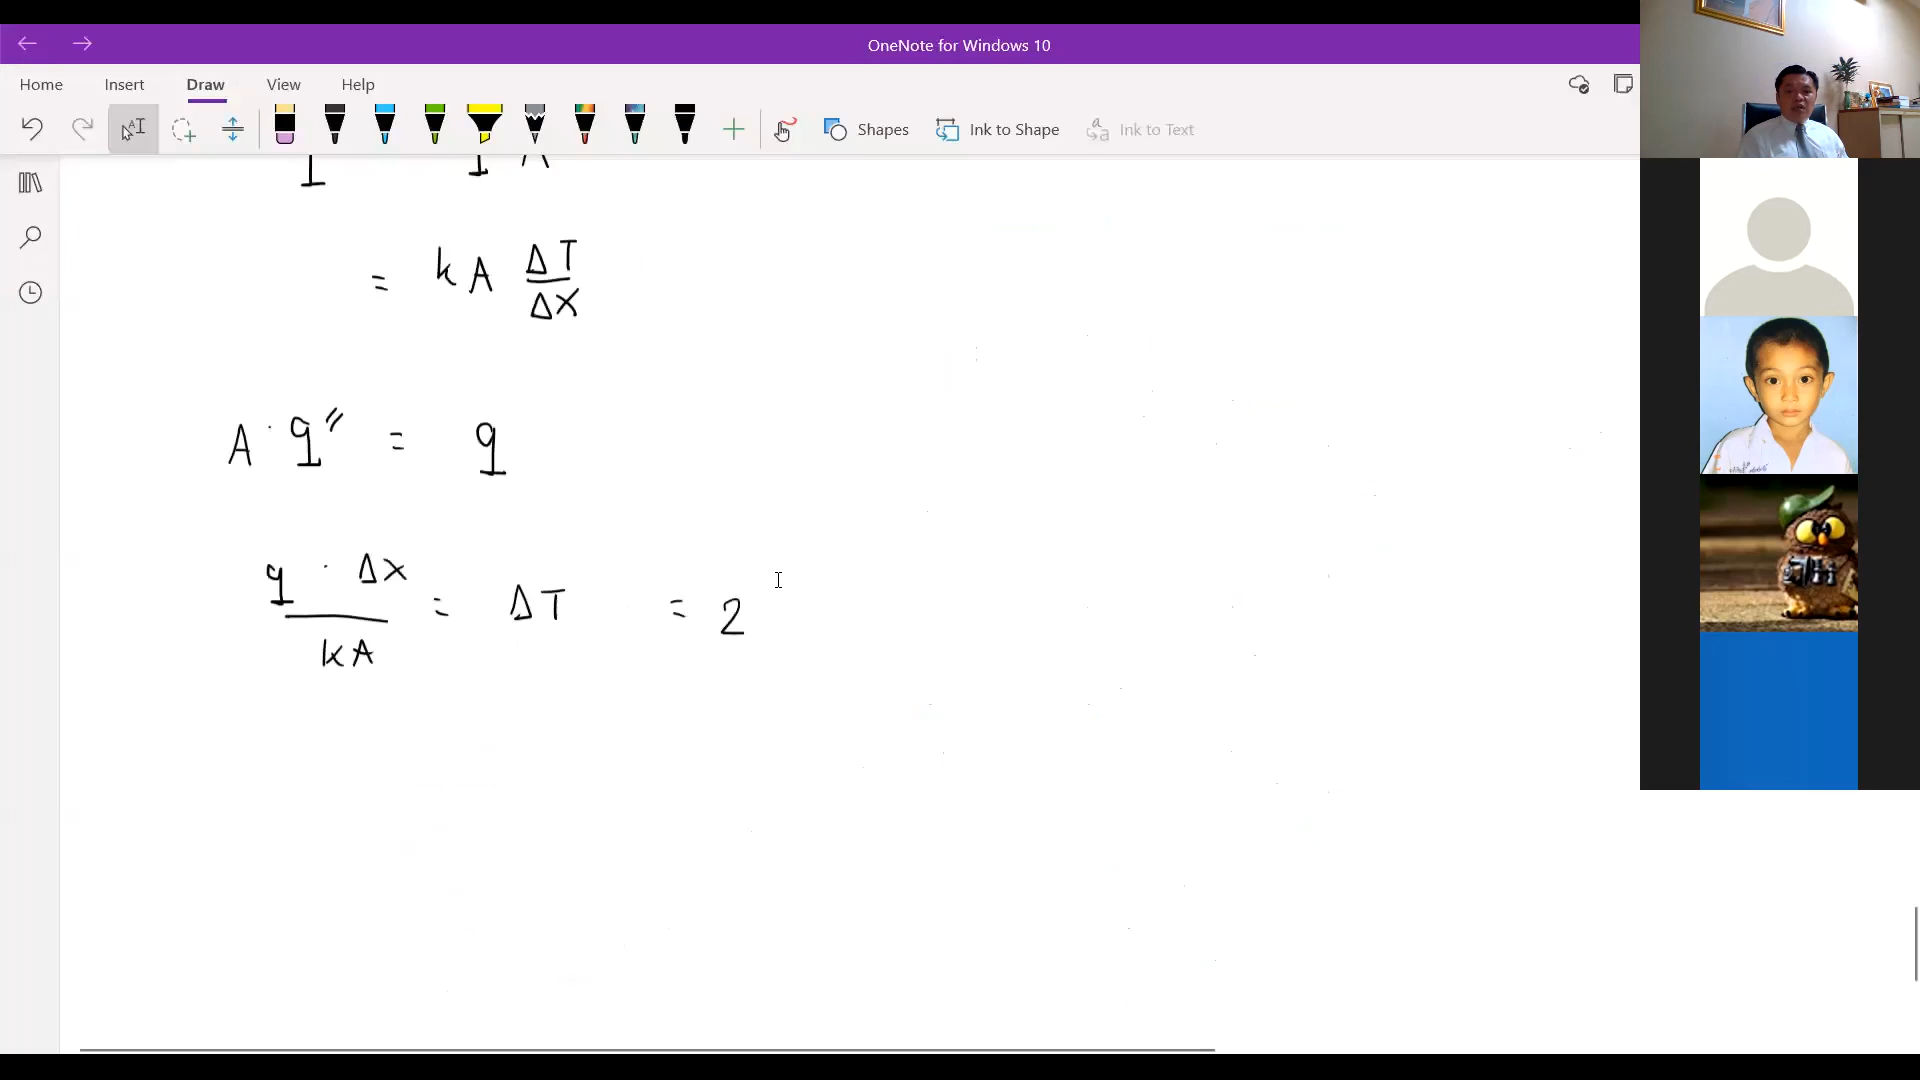 OneNote for Windows 10
Home Insert Draw View Help
Shapes Ink to Shape Ink to Text
= kA ΔT/ΔX
A · q″ = q
q · ΔX / kA = ΔT = 2